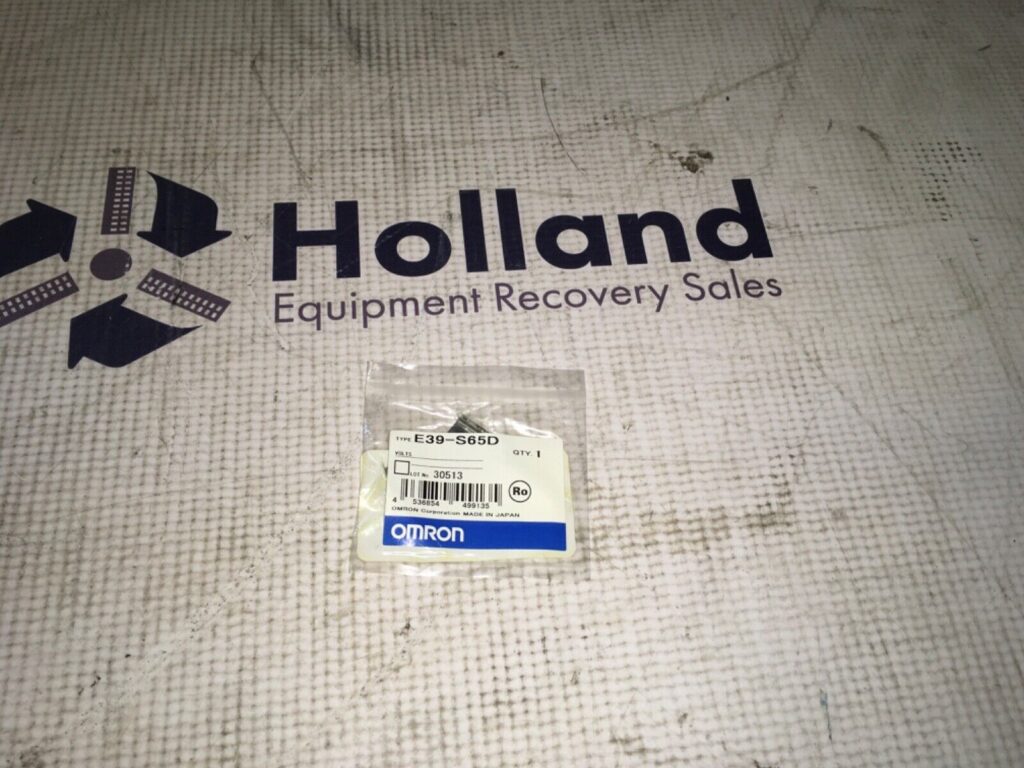 Holland
Equipment Recovery Sales
TYPE E39-S65D
VOLTS
QTY. 1
LOT No. 30513
4 536854 499135
Ro
OMRON Corporation MADE IN JAPAN
OMRON